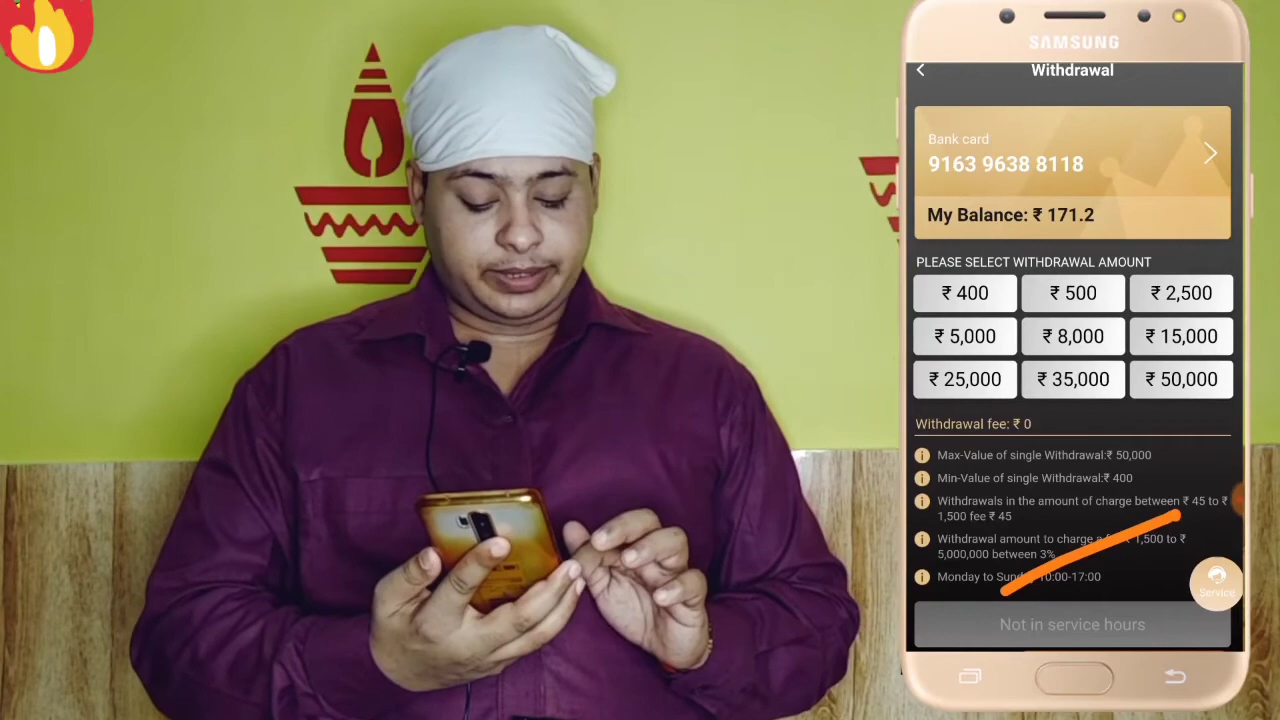 SAMSUNG
Withdrawal
Bank card
9163 9638 8118
My Balance: ₹ 171.2
PLEASE SELECT WITHDRAWAL AMOUNT
₹ 400 ₹ 500 ₹ 2,500
₹ 5,000 ₹ 8,000 ₹ 15,000
₹ 25,000 ₹ 35,000 ₹ 50,000
Withdrawal fee: ₹ 0
Max-Value of single Withdrawal:₹ 50,000
Min-Value of single Withdrawal:₹ 400
Withdrawals in the amount of charge between ₹ 45 to ₹
1,500 fee ₹ 45
Withdrawal amount to charge a ₹ 1,500 to ₹
5,000,000 between 3%
Monday to 10:00-17:00
Service
Not in service hours